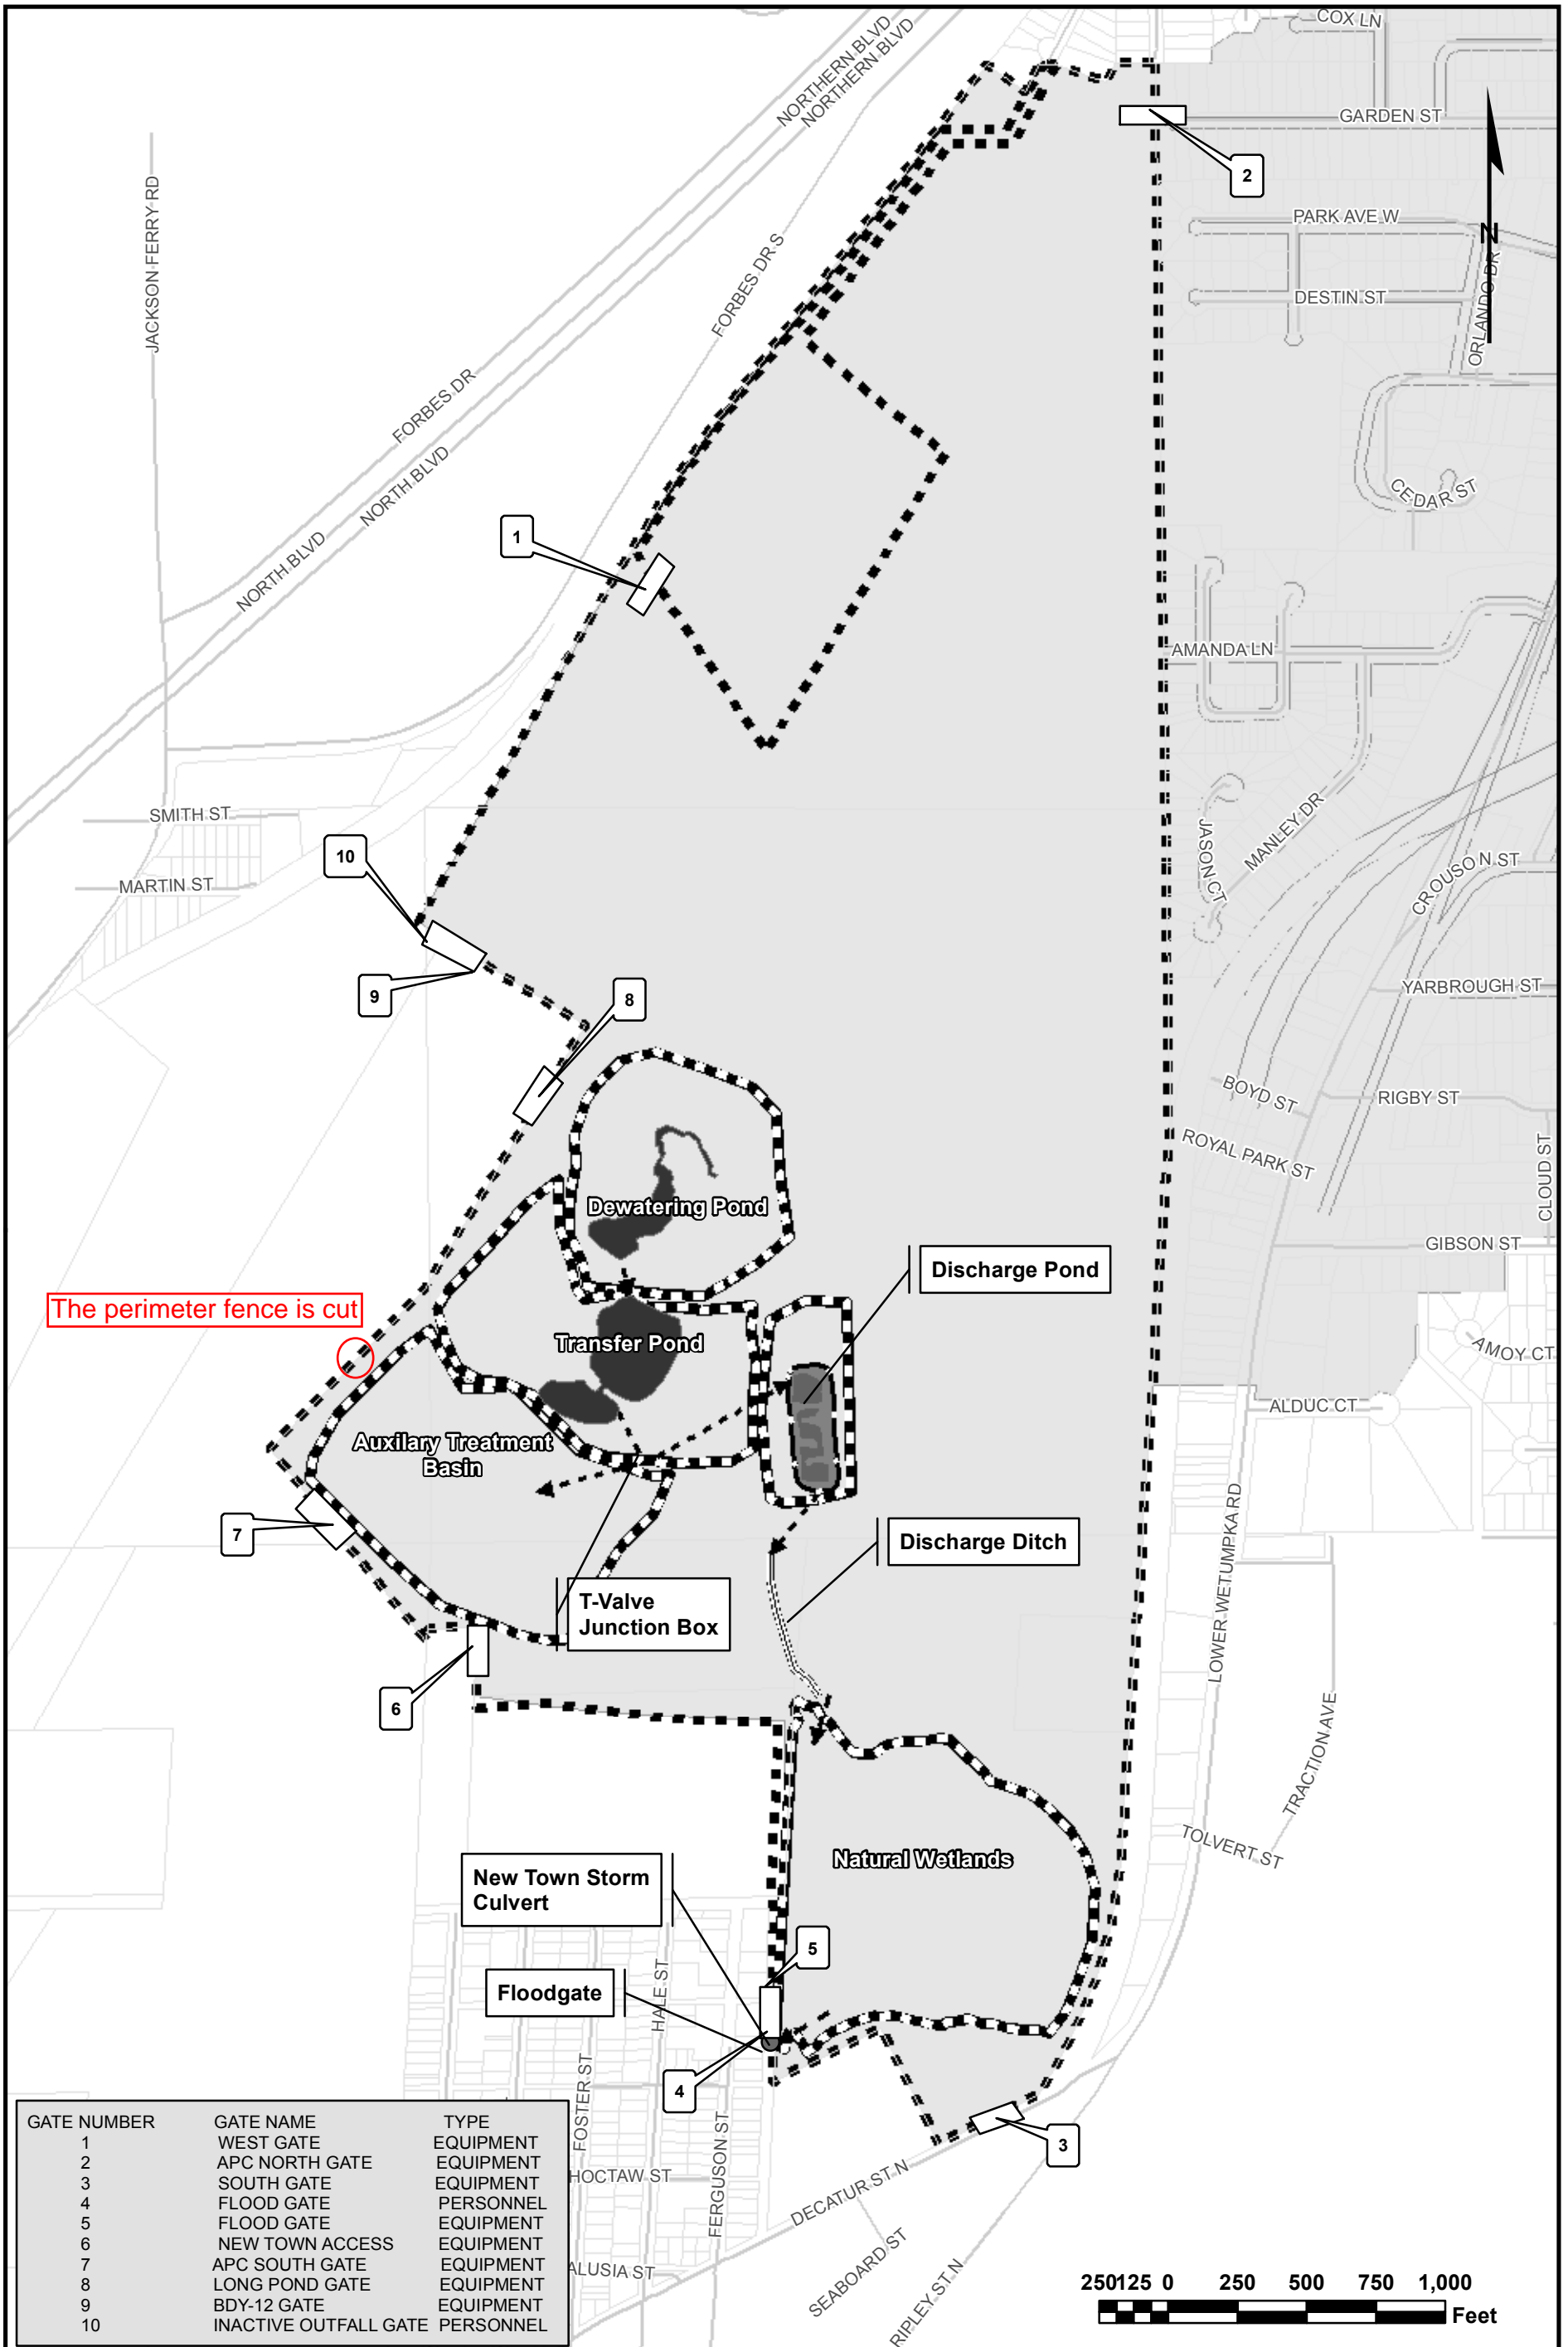 COX LN
NORTHERN BLVD
NORTHERN BLVD
GARDEN ST
2
JACKSON FERRY RD
PARK AVE W
N
FORBES DR S
DESTIN ST
ORLANDO DR
FORBES DR
NORTH BLVD
CEDAR ST
1
NORTH BLVD
AMANDA LN
SMITH ST
MANLEY DR
JASON CT
10
MARTIN ST
CROUSON ST
9
8
YARBROUGH ST
BOYD ST
RIGBY ST
ROYAL PARK ST
CLOUD ST
Dewatering Pond
GIBSON ST
Discharge Pond
The perimeter fence is cut
Transfer Pond
AMOY CT
ALDUC CT
Auxilary Treatment
Basin
7
Discharge Ditch
LOWER WETUMPKA RD
T-Valve
Junction Box
6
TRACTION AVE
TOLVERT ST
Natural Wetlands
New Town Storm
Culvert
5
Floodgate
HALE ST
4
FOSTER ST
3
FERGUSON ST
HOCTAW ST
DECATUR ST N
ALUSIA ST
SEABOARD ST
RIPLEY ST N
GATE NUMBER GATE NAME TYPE
1 WEST GATE EQUIPMENT
2 APC NORTH GATE EQUIPMENT
3 SOUTH GATE EQUIPMENT
4 FLOOD GATE PERSONNEL
5 FLOOD GATE EQUIPMENT
6 NEW TOWN ACCESS EQUIPMENT
7 APC SOUTH GATE EQUIPMENT
8 LONG POND GATE EQUIPMENT
9 BDY-12 GATE EQUIPMENT
10 INACTIVE OUTFALL GATE PERSONNEL
250 125 0 250 500 750 1,000
Feet